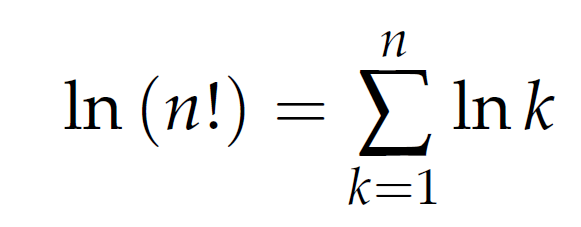 ln (n!) = ∑_{k=1}^{n} ln k